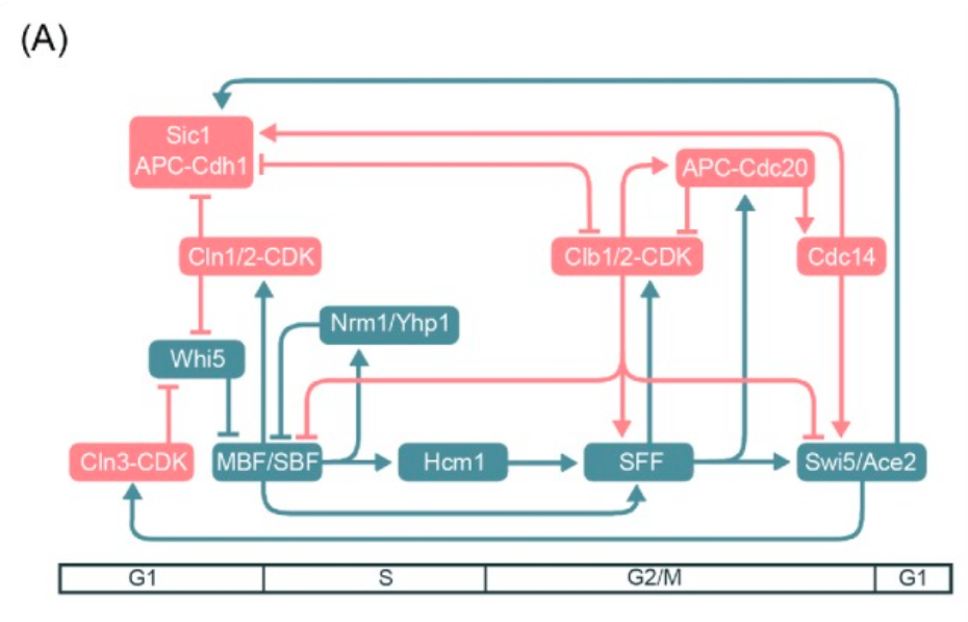 (A)
Sic1
APC-Cdh1
APC-Cdc20
Cln1/2-CDK
Clb1/2-CDK
Cdc14
Nrm1/Yhp1
Whi5
Cln3-CDK
MBF/SBF
Hcm1
SFF
Swi5/Ace2
G1
S
G2/M
G1